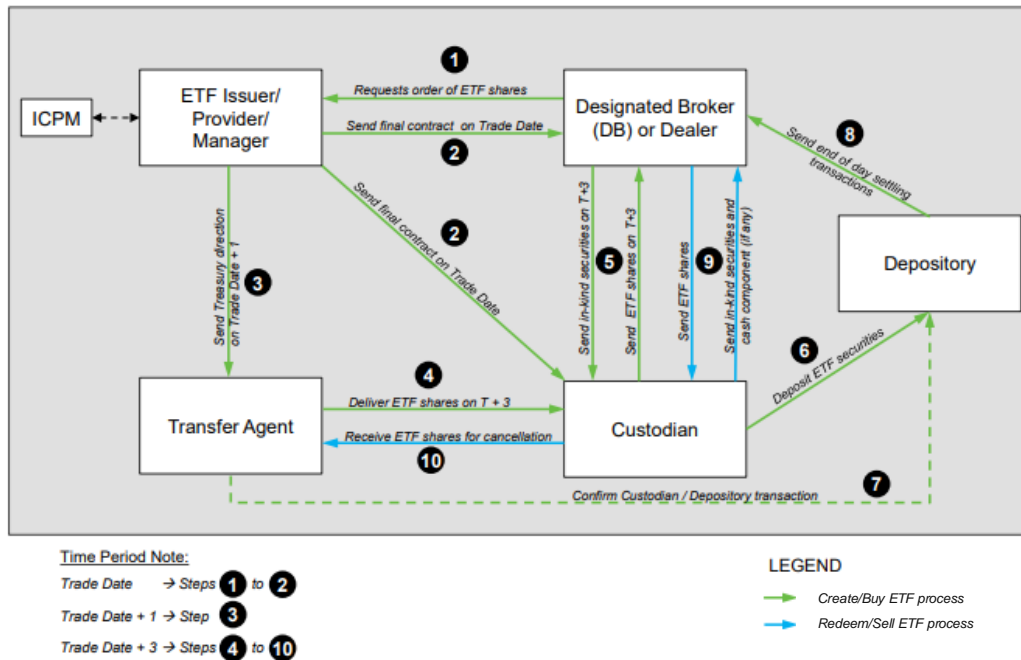 1
Requests order of ETF shares
ICPM
ETF Issuer/
Provider/
Manager
Send final contract on Trade Date
2
Designated Broker
(DB) or Dealer
8
Send end of day settling
transactions
Send final contract on Trade Date
2
Send Treasury direction
on Trade Date + 1
3
Send in-kind securities on T+3
5
Send ETF shares on T+3
Send ETF shares
9
Send in-kind securities and
cash component (if any)
Depository
6
Deposit ETF securities
4
Deliver ETF shares on T + 3
Transfer Agent
Receive ETF shares for cancellation
10
Custodian
Confirm Custodian / Depository transaction
7
Time Period Note:
Trade Date → Steps 1 to 2
Trade Date + 1 → Step 3
Trade Date + 3 → Steps 4 to 10
LEGEND
Create/Buy ETF process
Redeem/Sell ETF process